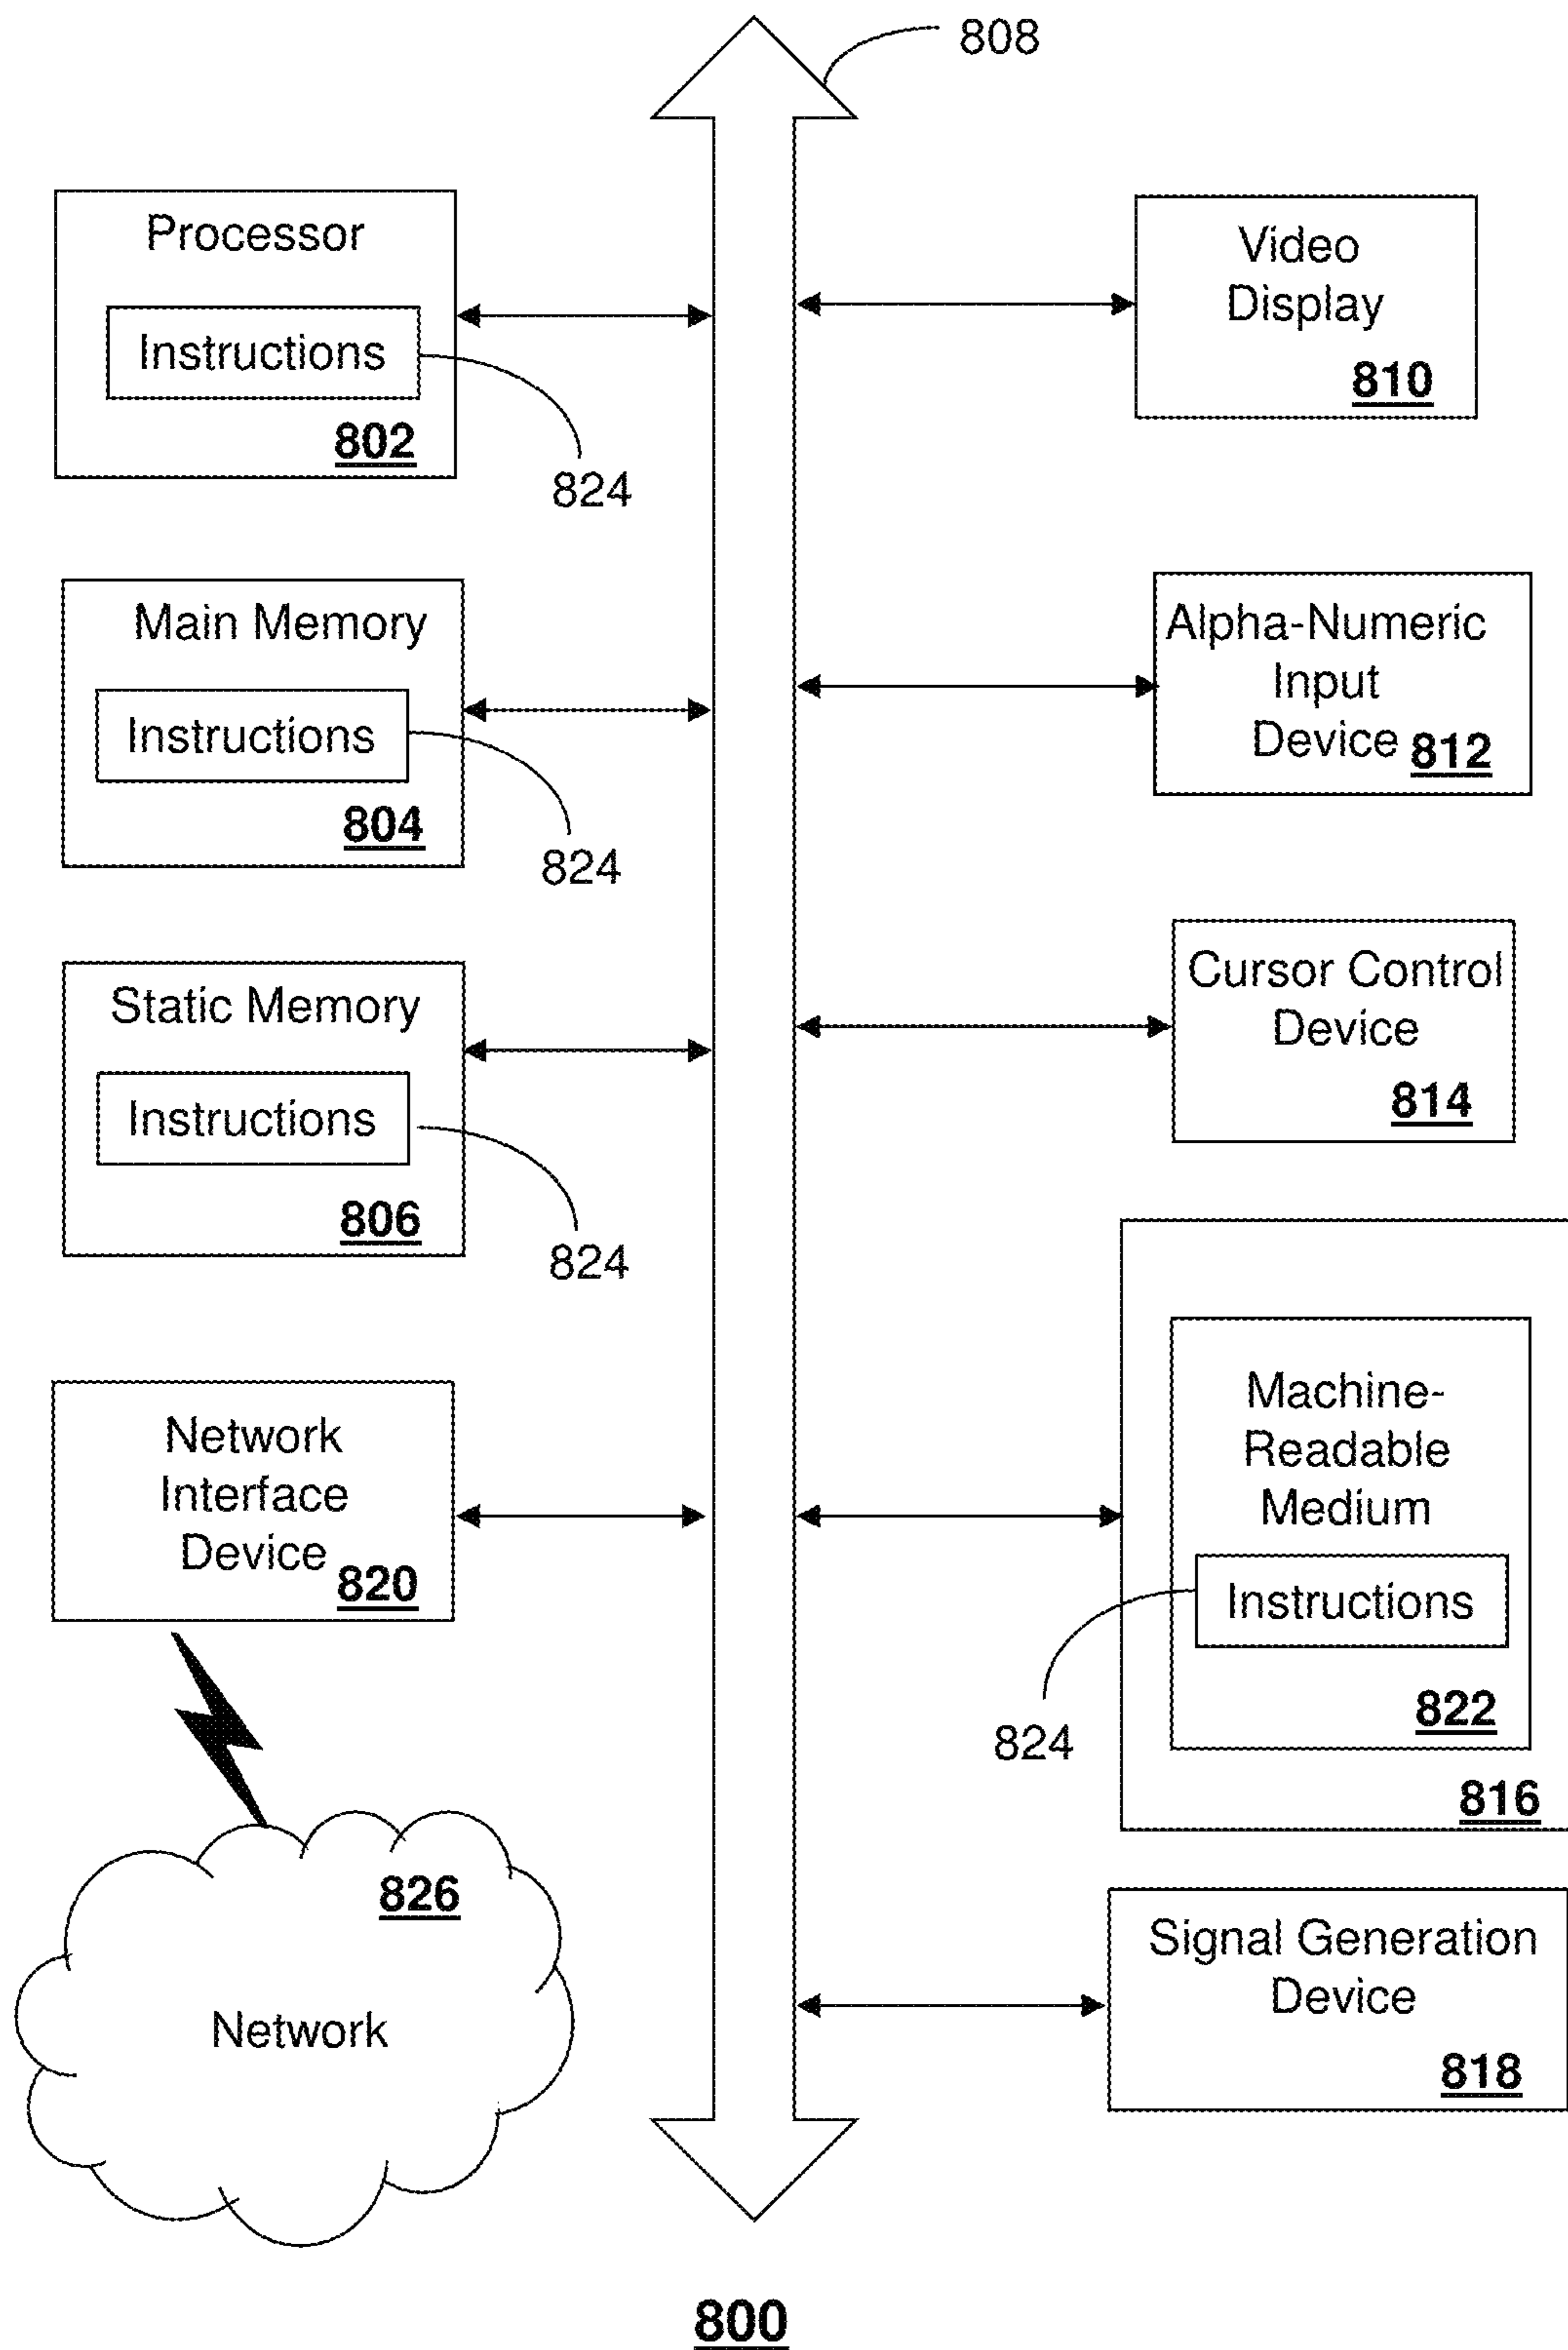 808
Processor
Instructions
802
824
Main Memory
Instructions
804
824
Static Memory
Instructions
806
824
Network
Interface
Device
820
826
Network
Video
Display
810
Alpha-Numeric
Input
Device 812
Cursor Control
Device
814
Machine-
Readable
Medium
Instructions
824
822
816
Signal Generation
Device
818
800